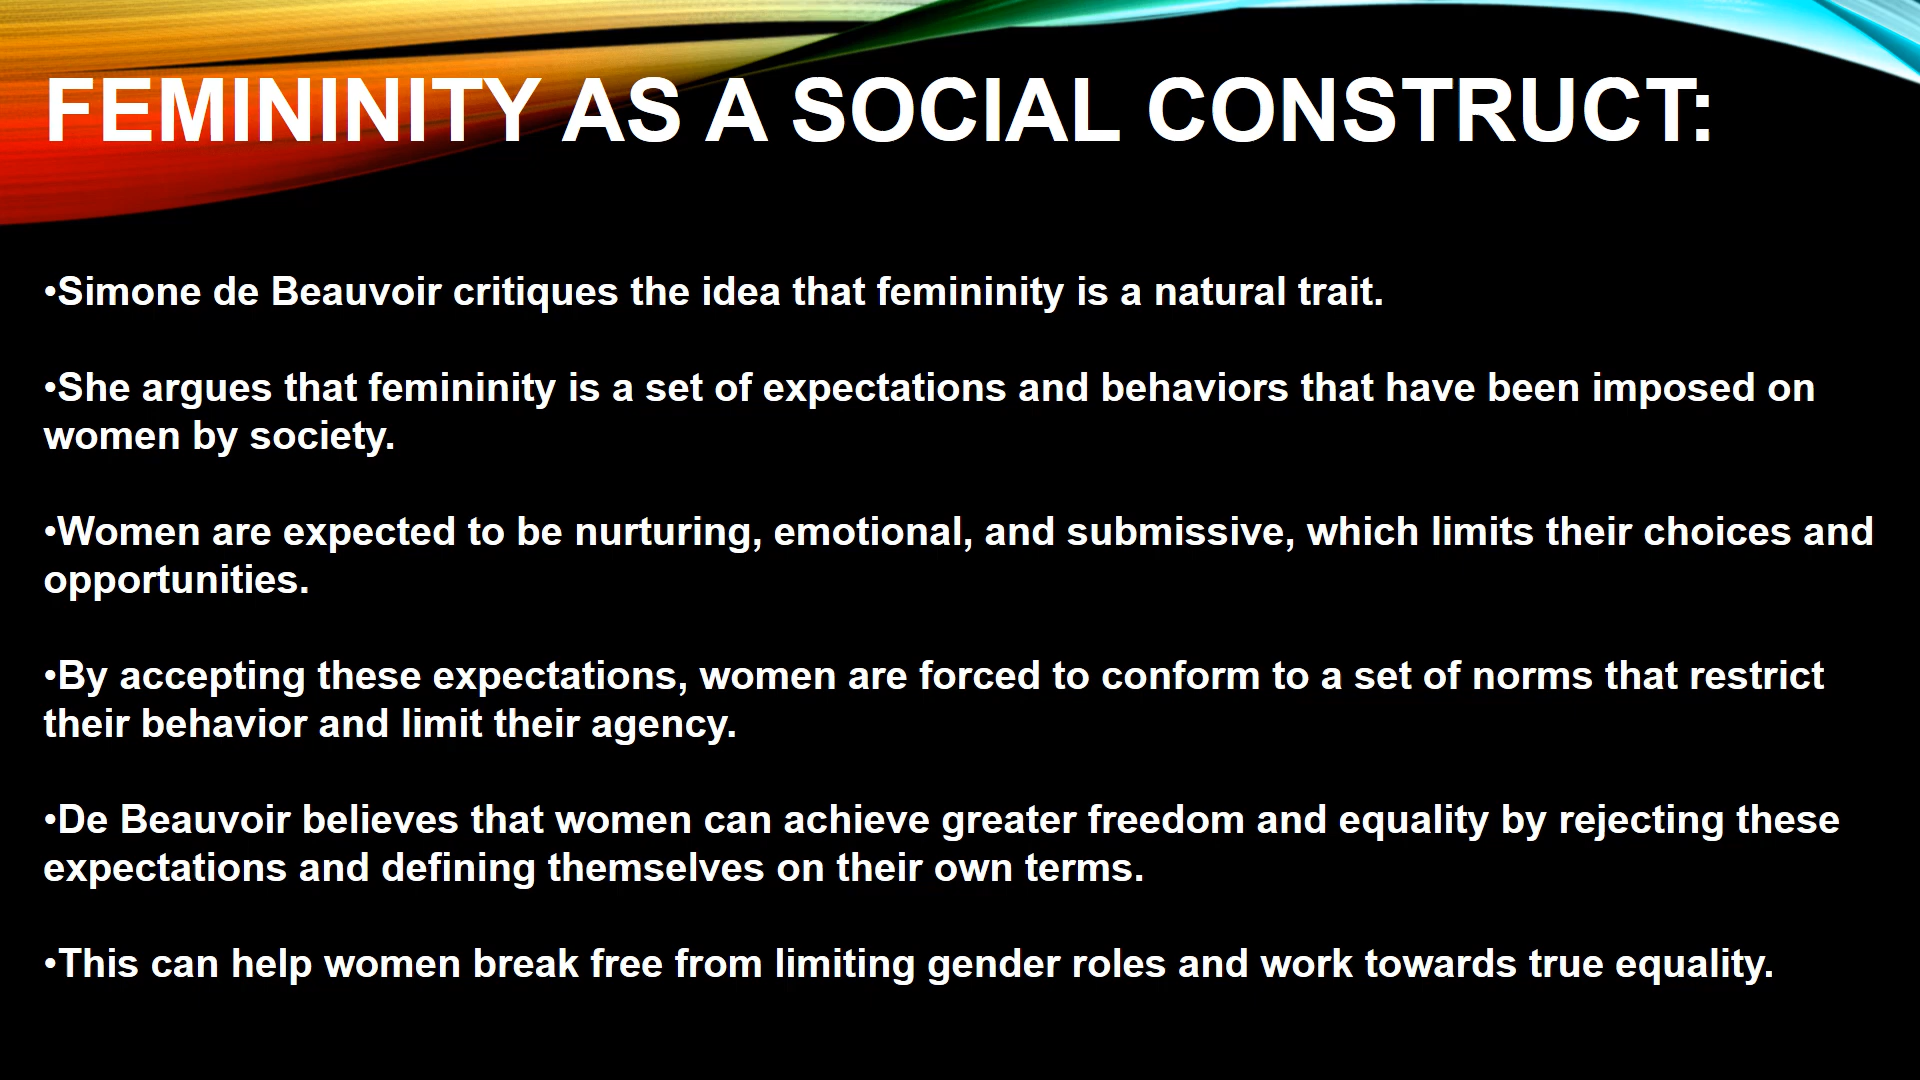 FEMININITY AS A SOCIAL CONSTRUCT:
•Simone de Beauvoir critiques the idea that femininity is a natural trait.
•She argues that femininity is a set of expectations and behaviors that have been imposed on
women by society.
•Women are expected to be nurturing, emotional, and submissive, which limits their choices and
opportunities.
•By accepting these expectations, women are forced to conform to a set of norms that restrict
their behavior and limit their agency.
•De Beauvoir believes that women can achieve greater freedom and equality by rejecting these
expectations and defining themselves on their own terms.
•This can help women break free from limiting gender roles and work towards true equality.